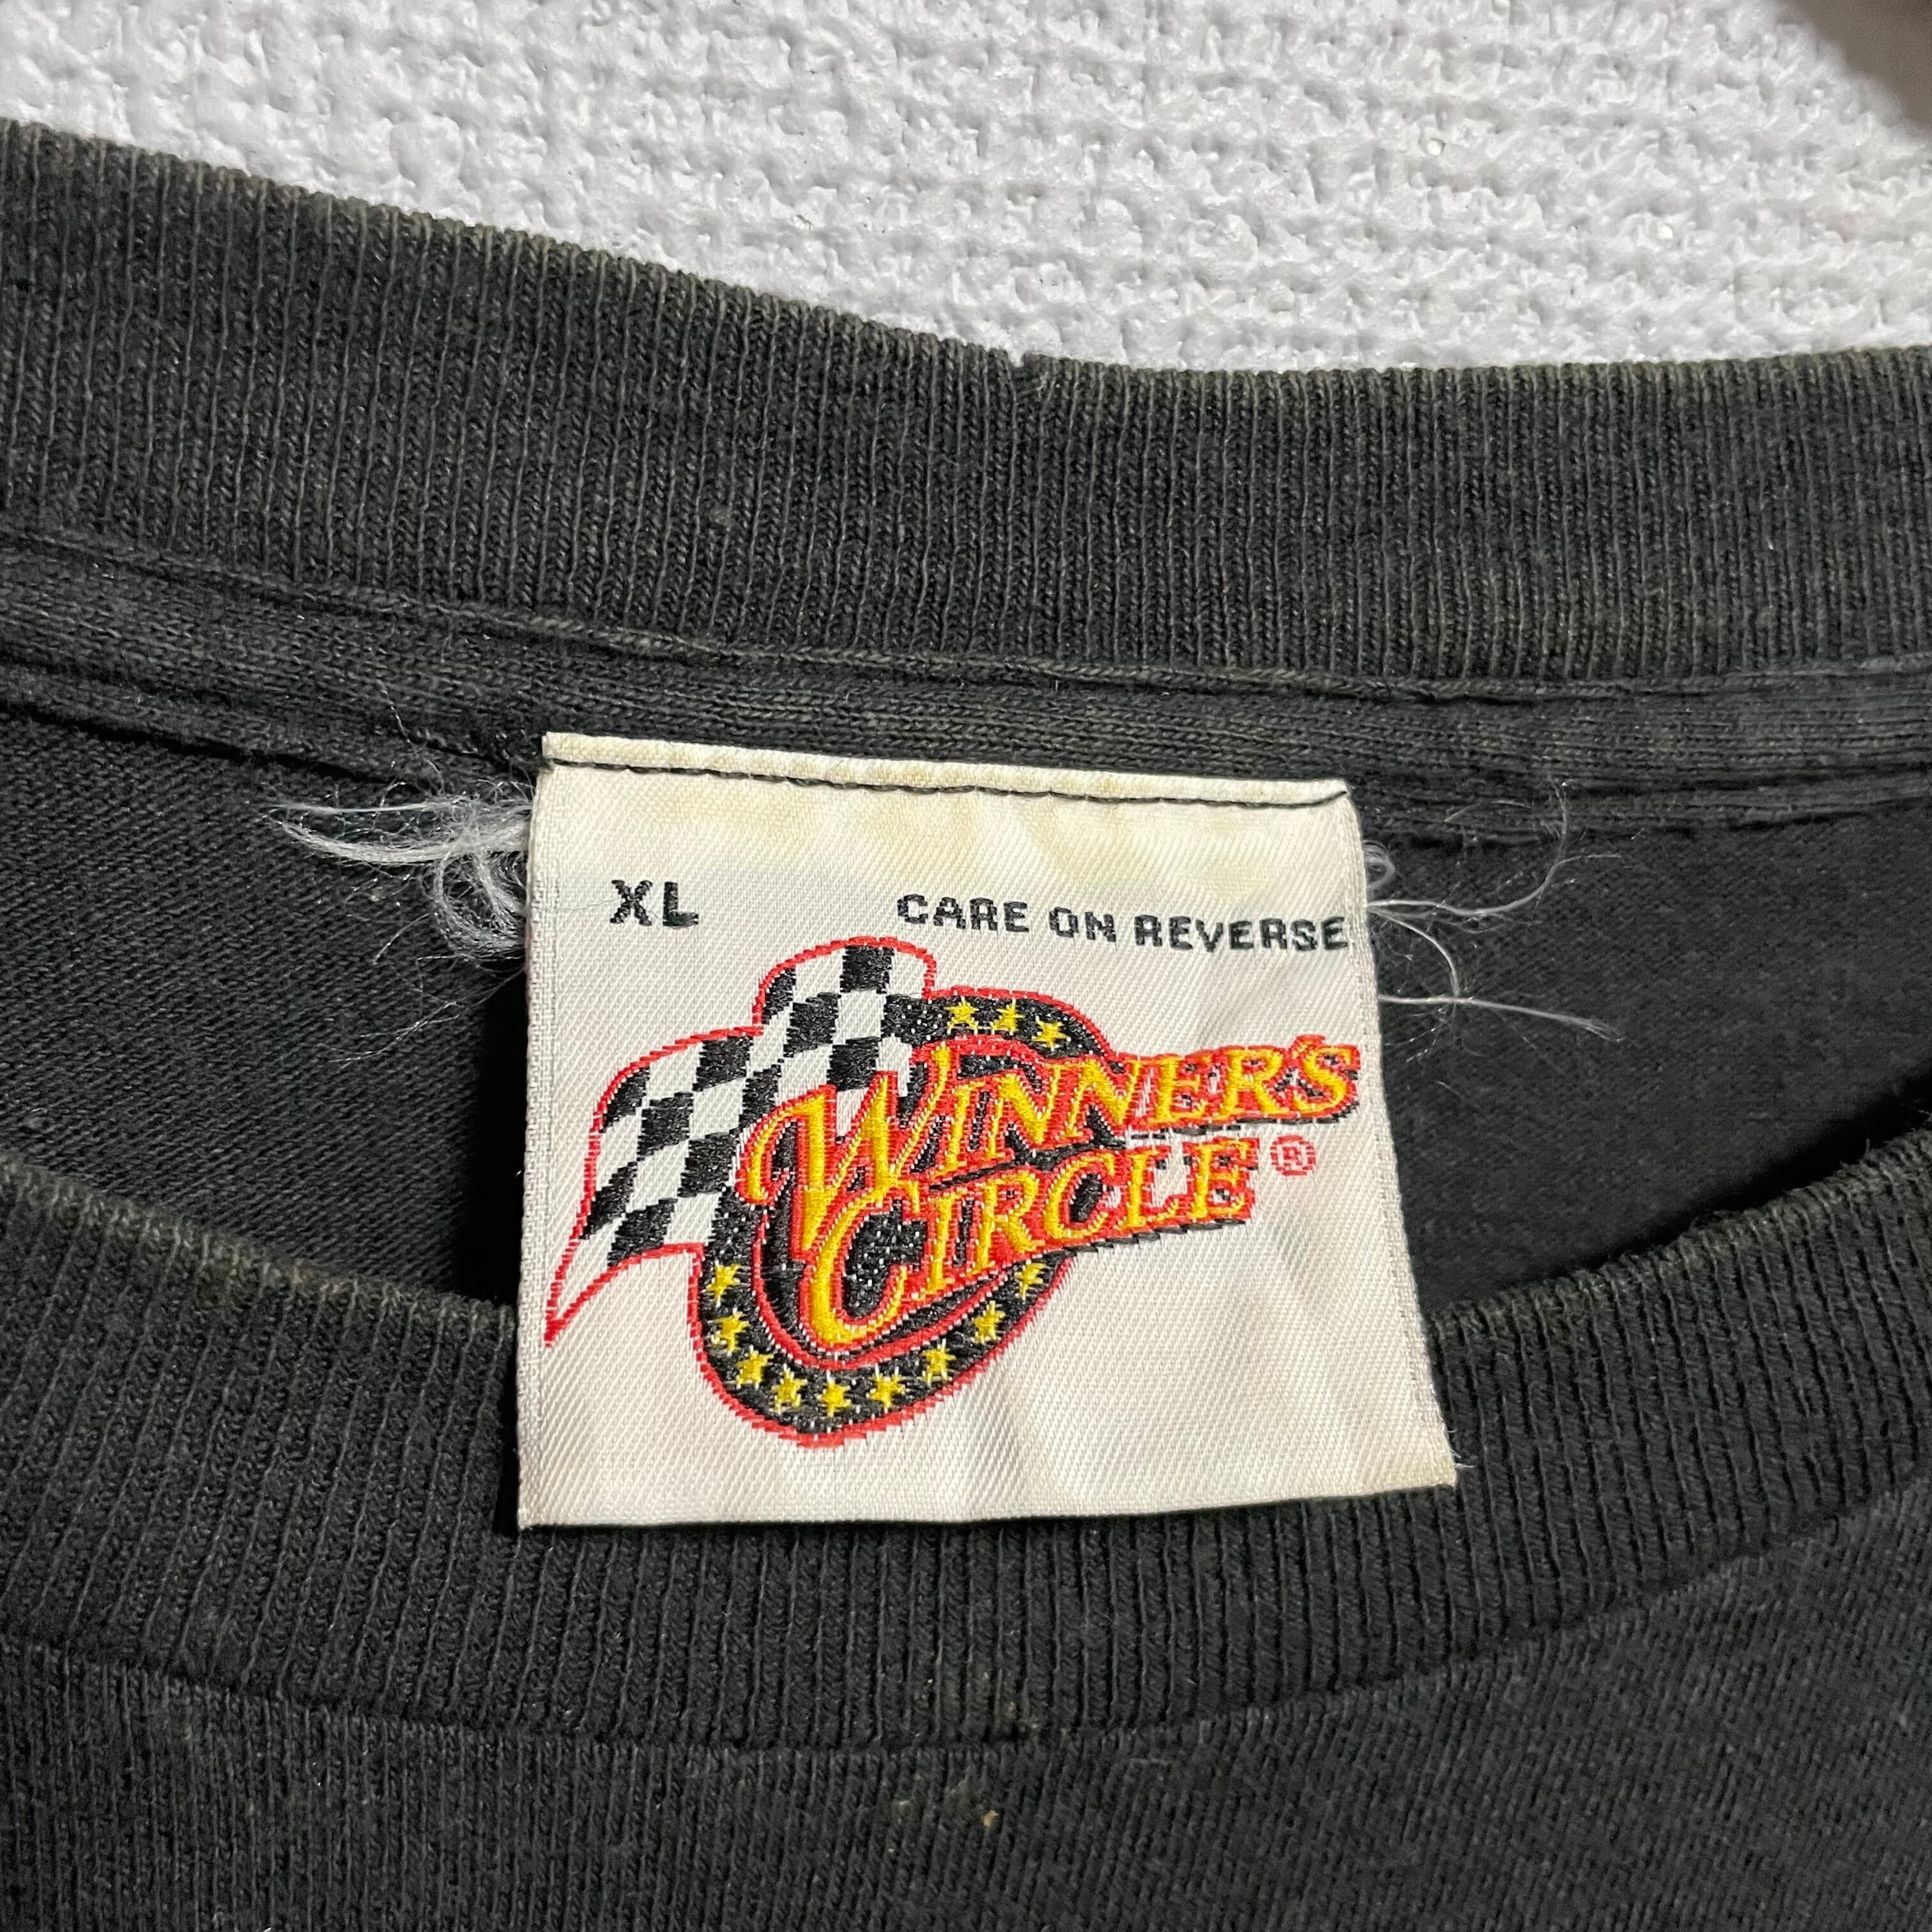 XL CARE ON REVERSE
WINNER'S
CIRCLE®